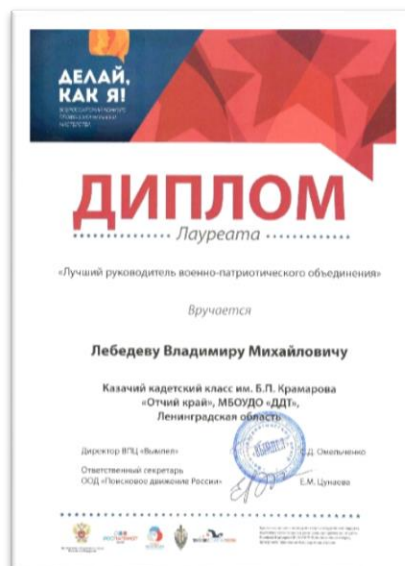 ДЕЛАЙ,
КАК Я!
ДИПЛОМ
Лауреата
«Лучший руководитель военно-патриотического объединения»
Вручается
Лебедеву Владимиру Михайловичу
Казачий кадетский класс им. Б.П. Крамарова
«Отчий край», МБОУДО «ДДТ»,
Ленинградская область
Директор ВПЦ «Вымпел»
Д. Омельченко
Ответственный секретарь
ООД «Поисковое движение России»
Е.М. Цунаева